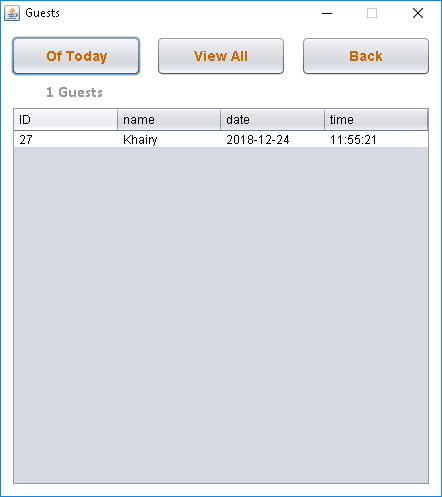 Guests
Of Today View All Back
1 Guests
ID name date time
27 Khairy 2018-12-24 11:55:21